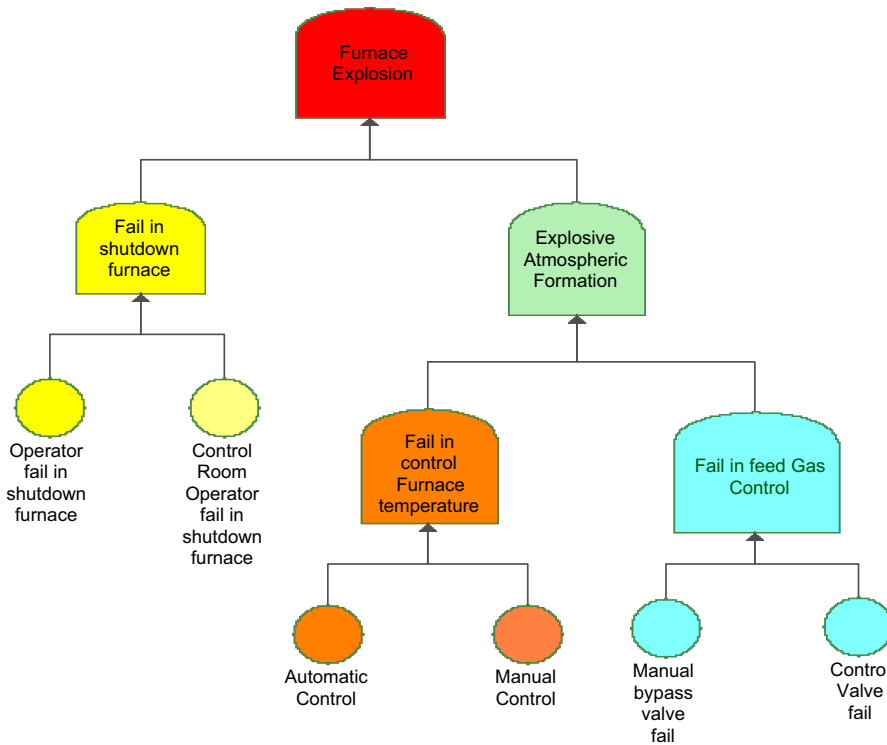 Furnace
Explosion
Fail in
shutdown
furnace
Explosive
Atmospheric
Formation
Operator
fail in
shutdown
furnace
Control
Room
Operator
fail in
shutdown
furnace
Fail in
control
Furnace
temperature
Fail in feed Gas
Control
Automatic
Control
Manual
Control
Manual
bypass
valve
fail
Contro
Valve
fail